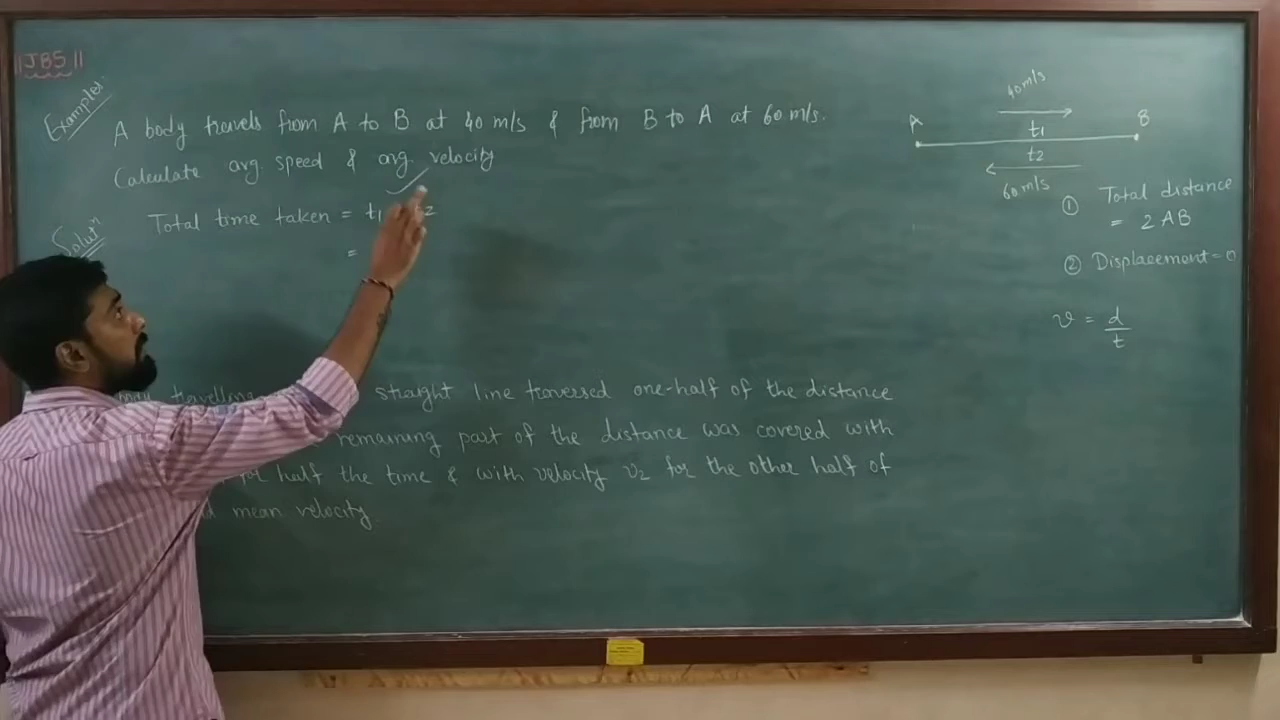 ||JBS||
Example:
A body travels from A to B at 40 m/s & from B to A at 60 m/s.
Calculate avg. speed & avg. velocity
Solutⁿ
Total time taken = t₁ 2
=
travelling straight line traversed one-half of the distance
remaining part of the distance was covered with
for half the time & with velocity v₂ for the other half of
mean velocity.
40 m/s
A B
t₁
t₂
60 m/s
① Total distance
= 2 AB
② Displacement = 0
v = d/t